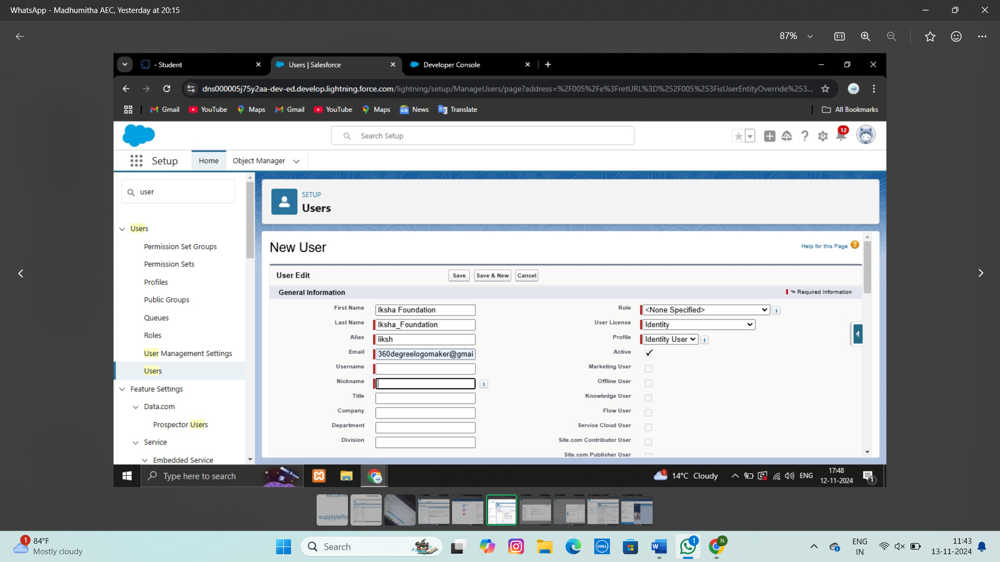 WhatsApp - Madhumitha AEC, Yesterday at 20:15
87%
1:1
- Student
Users | Salesforce
Developer Console
dns000005j75y2aa-dev-ed.develop.lightning.force.com/lightning/setup/ManageUsers/page?address=%2F005%2Fe%3FretURL%3D%252F005%253FisUserEntityOverride%253...
Gmail YouTube Maps Gmail YouTube Maps News Translate All Bookmarks
Search Setup
12
Setup Home Object Manager
user
SETUP
Users
Users
Permission Set Groups
Permission Sets
Profiles
Public Groups
Queues
Roles
User Management Settings
Users
Feature Settings
Data.com
Prospector Users
Service
Embedded Service
New User
Help for this Page
User Edit Save Save & New Cancel
General Information = Required Information
First Name Iksha Foundation
Last Name Iksha_Foundation
Alias iiksh
Email 360degreelogomaker@gmai
Username
Nickname
Title
Company
Department
Division
Role <None Specified>
User License Identity
Profile Identity User
Active
Marketing User
Offline User
Knowledge User
Flow User
Service Cloud User
Site.com Contributor User
Site.com Publisher User
Type here to search
1
14°C Cloudy
ENG
17:48
12-11-2024
1
ed.deve
supplylefto
1
84°F
Mostly cloudy
Search
DELL
W
1
N
ENG
IN
11:43
13-11-2024